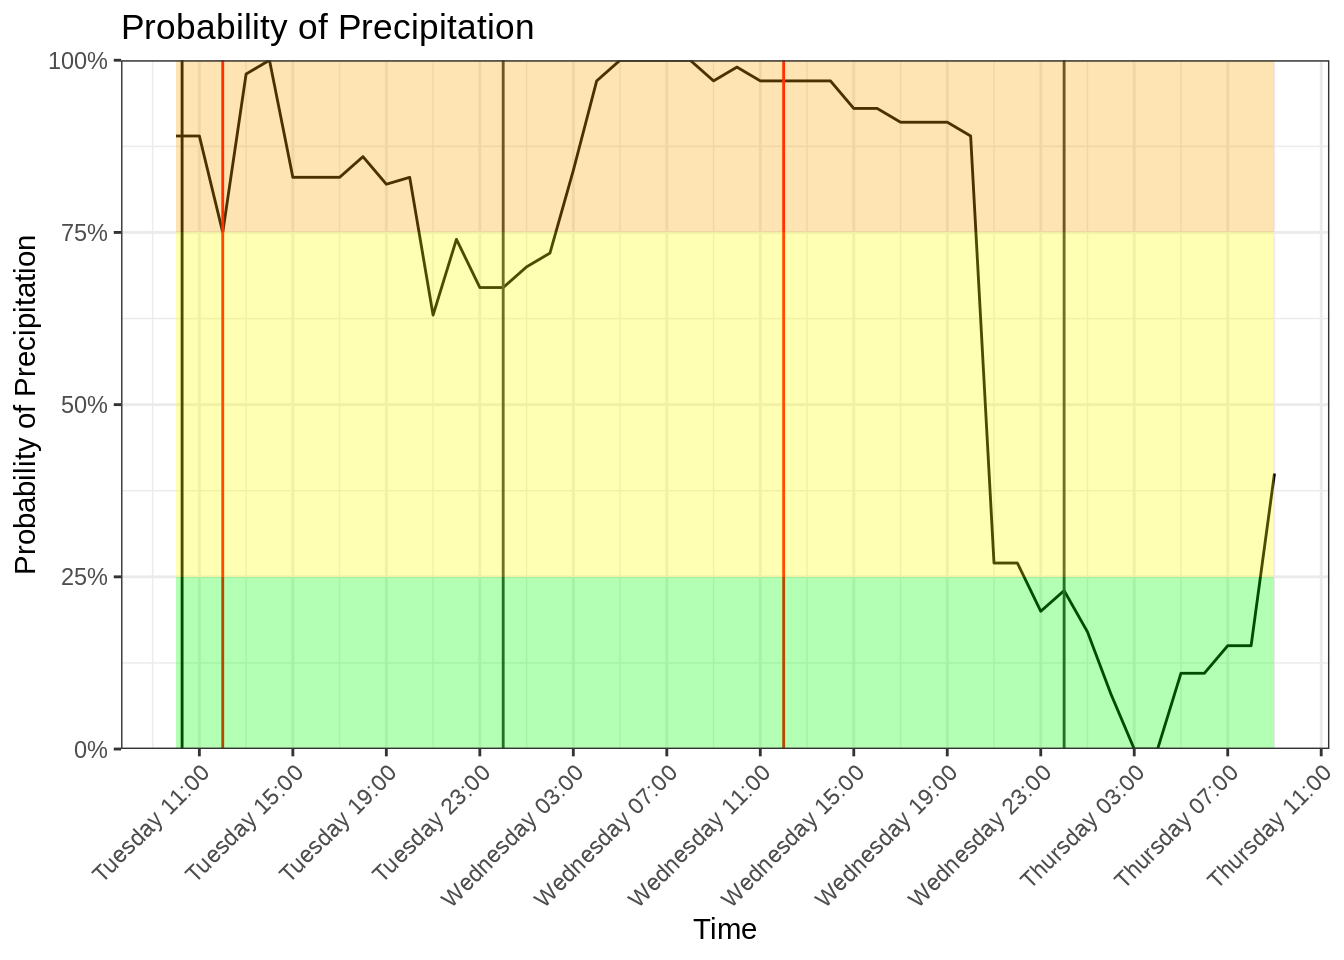 Probability of Precipitation
Probability of Precipitation
100%
75%
50%
25%
0%
Tuesday 11:00
Tuesday 15:00
Tuesday 19:00
Tuesday 23:00
Wednesday 03:00
Wednesday 07:00
Wednesday 11:00
Wednesday 15:00
Wednesday 19:00
Wednesday 23:00
Thursday 03:00
Thursday 07:00
Thursday 11:00
Time